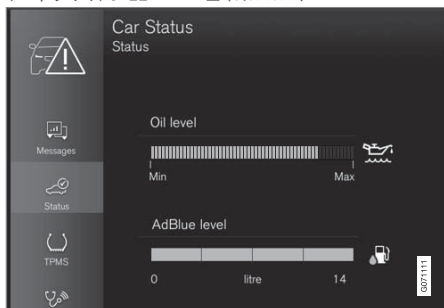 Car Status
Status
Messages
Status
TPMS
Oil level
Min Max
AdBlue level
0 litre 14
G071111